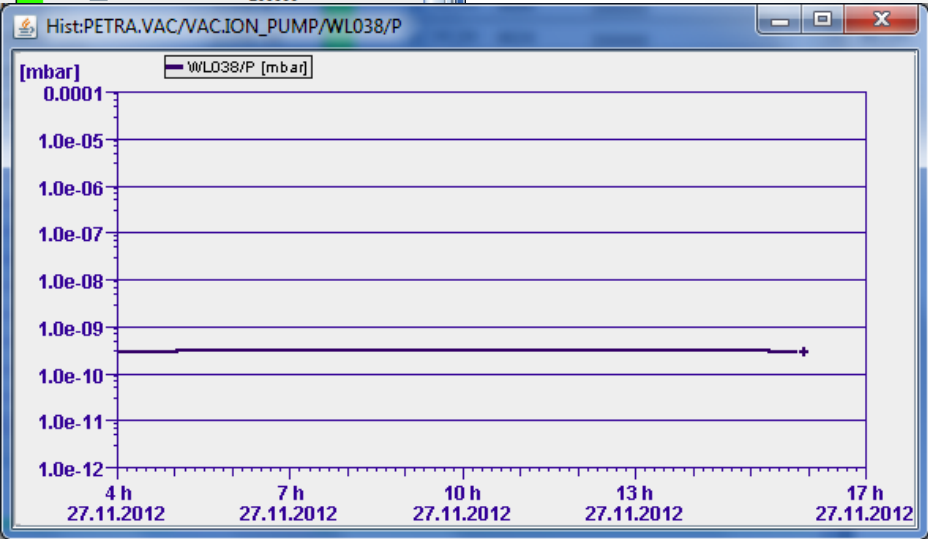 Hist:PETRA.VAC/VAC.ION_PUMP/WL038/P
[mbar]
WL038/P [mbar]
0.0001
1.0e-05
1.0e-06
1.0e-07
1.0e-08
1.0e-09
1.0e-10
1.0e-11
1.0e-12
4 h 7 h 10 h 13 h 17 h
27.11.2012 27.11.2012 27.11.2012 27.11.2012 27.11.2012